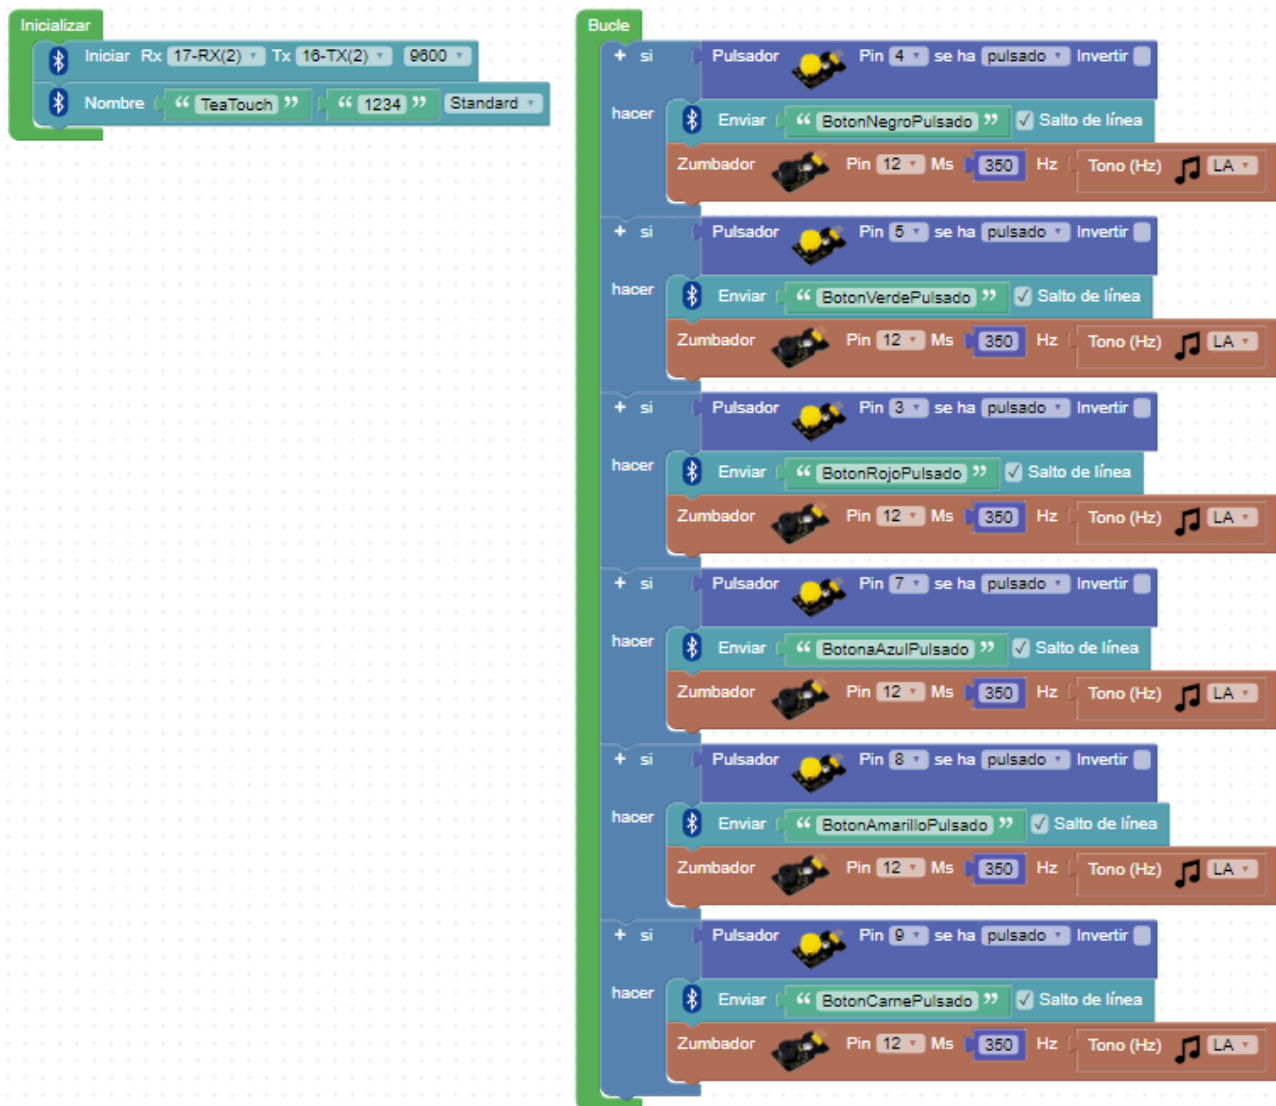 Inicializar
Iniciar Rx 17-RX(2) Tx 16-TX(2) 9600
Nombre “ TeaTouch ” “ 1234 ” Standard
Bucle
+ si Pulsador Pin 4 se ha pulsado Invertir
hacer Enviar “ BotonNegroPulsado ” Salto de línea
Zumbador Pin 12 Ms 350 Hz Tono (Hz) LA
+ si Pulsador Pin 5 se ha pulsado Invertir
hacer Enviar “ BotonVerdePulsado ” Salto de línea
Zumbador Pin 12 Ms 350 Hz Tono (Hz) LA
+ si Pulsador Pin 3 se ha pulsado Invertir
hacer Enviar “ BotonRojoPulsado ” Salto de línea
Zumbador Pin 12 Ms 350 Hz Tono (Hz) LA
+ si Pulsador Pin 7 se ha pulsado Invertir
hacer Enviar “ BotonaAzulPulsado ” Salto de línea
Zumbador Pin 12 Ms 350 Hz Tono (Hz) LA
+ si Pulsador Pin 8 se ha pulsado Invertir
hacer Enviar “ BotonAmarilloPulsado ” Salto de línea
Zumbador Pin 12 Ms 350 Hz Tono (Hz) LA
+ si Pulsador Pin 9 se ha pulsado Invertir
hacer Enviar “ BotonCarnePulsado ” Salto de línea
Zumbador Pin 12 Ms 350 Hz Tono (Hz) LA